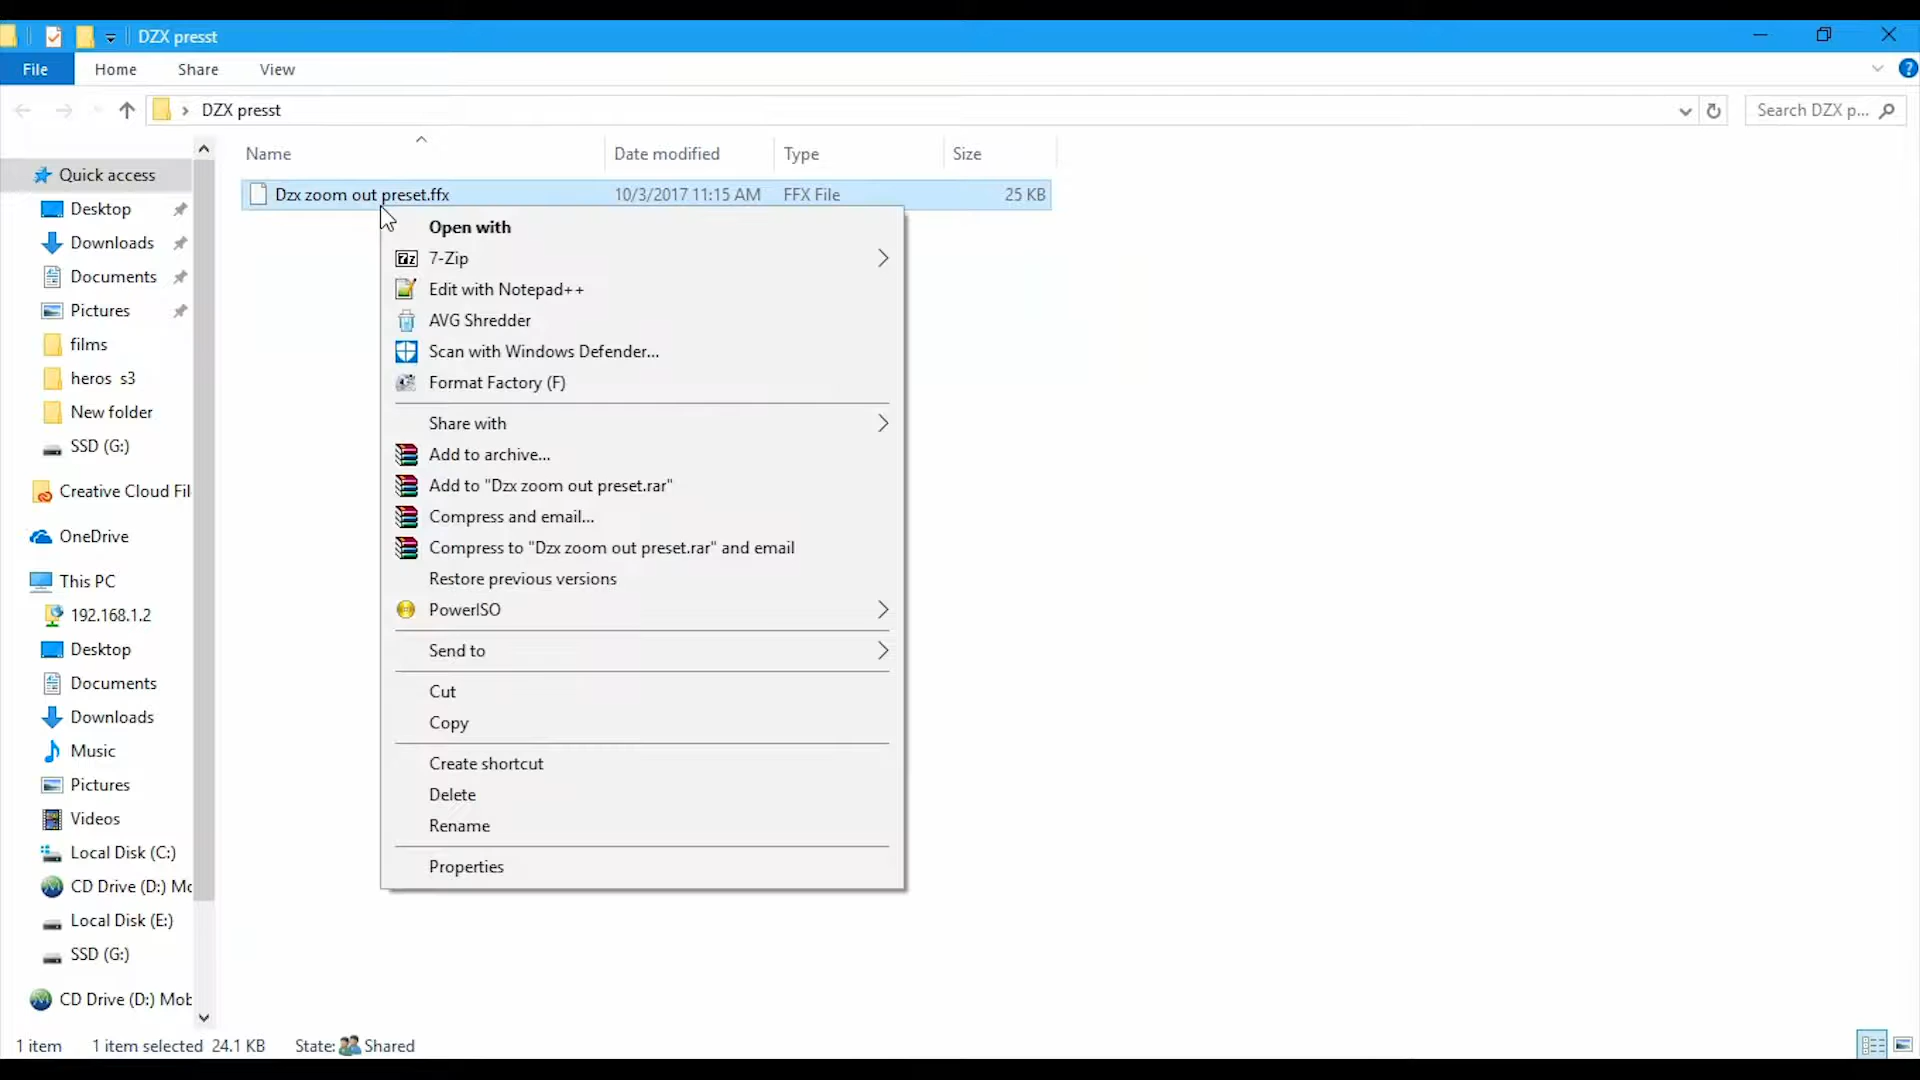 DZX presst
File Home Share View
DZX presst
Search DZX p...
Name Date modified Type Size
Dzx zoom out preset.ffx 10/3/2017 11:15 AM FFX File 25 KB
Quick access
Desktop
Downloads
Documents
Pictures
films
heros s3
New folder
SSD (G:)
Creative Cloud Fil
OneDrive
This PC
192.168.1.2
Desktop
Documents
Downloads
Music
Pictures
Videos
Local Disk (C:)
CD Drive (D:) Mc
Local Disk (E:)
SSD (G:)
CD Drive (D:) Mob
Open with
7-Zip
Edit with Notepad++
AVG Shredder
Scan with Windows Defender...
Format Factory (F)
Share with
Add to archive...
Add to "Dzx zoom out preset.rar"
Compress and email...
Compress to "Dzx zoom out preset.rar" and email
Restore previous versions
PowerISO
Send to
Cut
Copy
Create shortcut
Delete
Rename
Properties
1 item 1 item selected 24.1 KB State: Shared